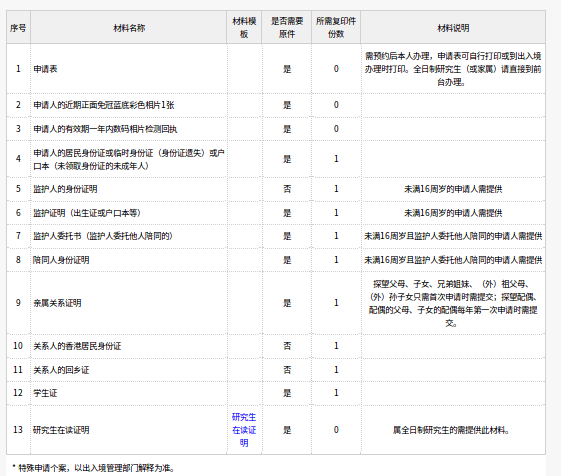 序号 材料名称 材料模板 是否需要原件 所需复印件份数 材料说明
1 申请表 是 0 需预约后本人办理，申请表可自行打印或到出入境办理时打印。全日制研究生（或家属）请直接到前台办理。
2 申请人的近期正面免冠蓝底彩色相片1张 是 0
3 申请人的有效期一年内数码相片检测回执 是 0
4 申请人的居民身份证或临时身份证（身份证遗失）或户口本（未领取身份证的未成年人） 是 1
5 监护人的身份证明 否 1 未满16周岁的申请人需提供
6 监护证明（出生证或户口本等） 是 1 未满16周岁的申请人需提供
7 监护人委托书（监护人委托他人陪同的） 是 1 未满16周岁且监护人委托他人陪同的申请人需提供
8 陪同人身份证明 是 1 未满16周岁且监护人委托他人陪同的申请人需提供
9 亲属关系证明 是 1 探望父母、子女、兄弟姐妹、（外）祖父母、（外）孙子女只需首次申请时需提交；探望配偶、配偶的父母、子女的配偶每年第一次申请时需提交。
10 关系人的香港居民身份证 否 1
11 关系人的回乡证 否 1
12 学生证 是 1
13 研究生在读证明 研究生在读证明 是 0 属全日制研究生的需提供此材料。
* 特殊申请个案，以出入境管理部门解释为准。